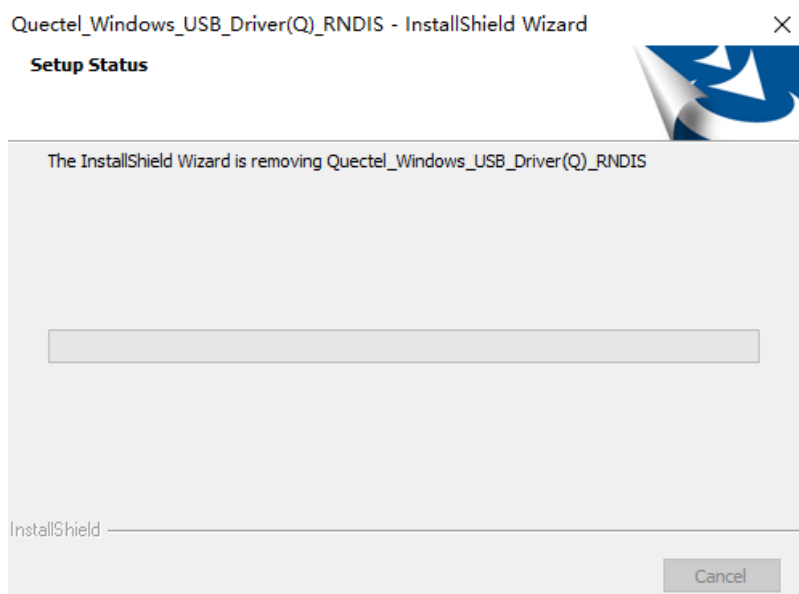 Quectel_Windows_USB_Driver(Q)_RNDIS - InstallShield Wizard
Setup Status
The InstallShield Wizard is removing Quectel_Windows_USB_Driver(Q)_RNDIS
InstallShield
Cancel